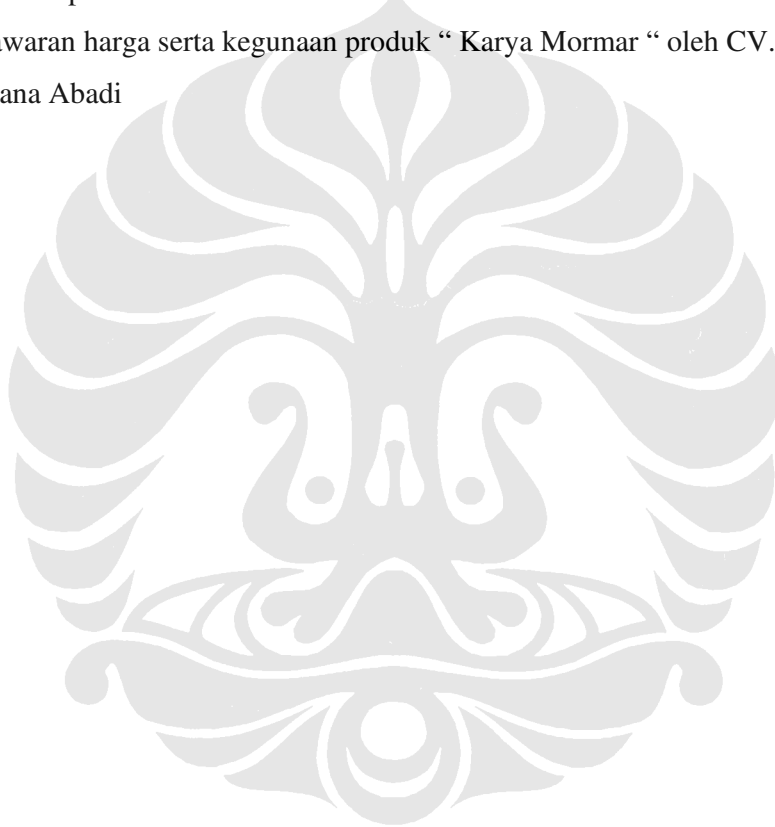 awaran harga serta kegunaan produk “ Karya Mormar “ oleh CV.
ana Abadi